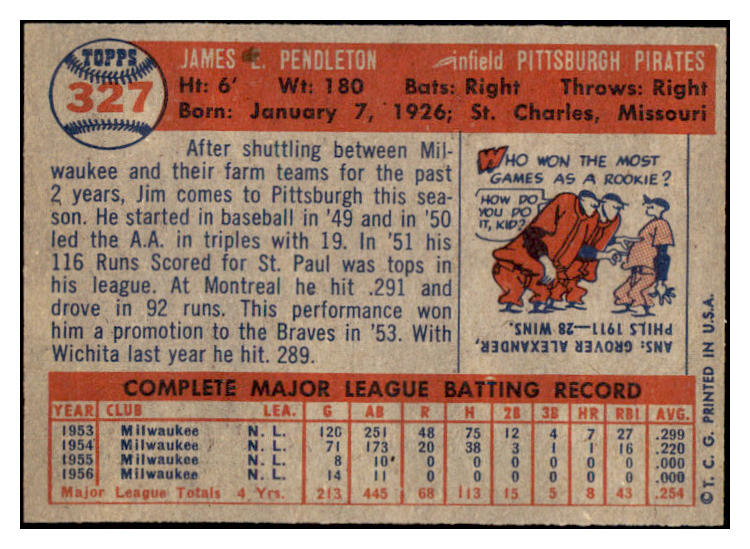 TOPPS
327
JAMES E. PENDLETON infield PITTSBURGH PIRATES
Ht: 6' Wt: 180 Bats: Right Throws: Right
Born: January 7, 1926; St. Charles, Missouri
After shuttling between Mil-
waukee and their farm teams for the past
2 years, Jim comes to Pittsburgh this sea-
son. He started in baseball in '49 and in '50
led the A.A. in triples with 19. In '51 his
116 Runs Scored for St. Paul was tops in
his league. At Montreal he hit .291 and
drove in 92 runs. This performance won
him a promotion to the Braves in '53. With
Wichita last year he hit. 289.
WHO WON THE MOST
GAMES AS A ROOKIE?
HOW DO
YOU DO
IT, KID?
ANS: GROVER ALEXANDER,
PHILS 1911—28 WINS.
COMPLETE MAJOR LEAGUE BATTING RECORD
YEAR CLUB LEA. G AB R H 2B 3B HR RBI AVG.
1953 Milwaukee N. L. 120 251 48 75 12 4 7 27 .299
1954 Milwaukee N. L. 71 173 20 38 3 1 1 16 .220
1955 Milwaukee N. L. 8 10 0 0 0 0 0 0 .000
1956 Milwaukee N. L. 14 11 0 0 0 0 0 0 .000
Major League Totals 4 Yrs. 213 445 68 113 15 5 8 43 .254
© T. C. G. PRINTED IN U.S.A.